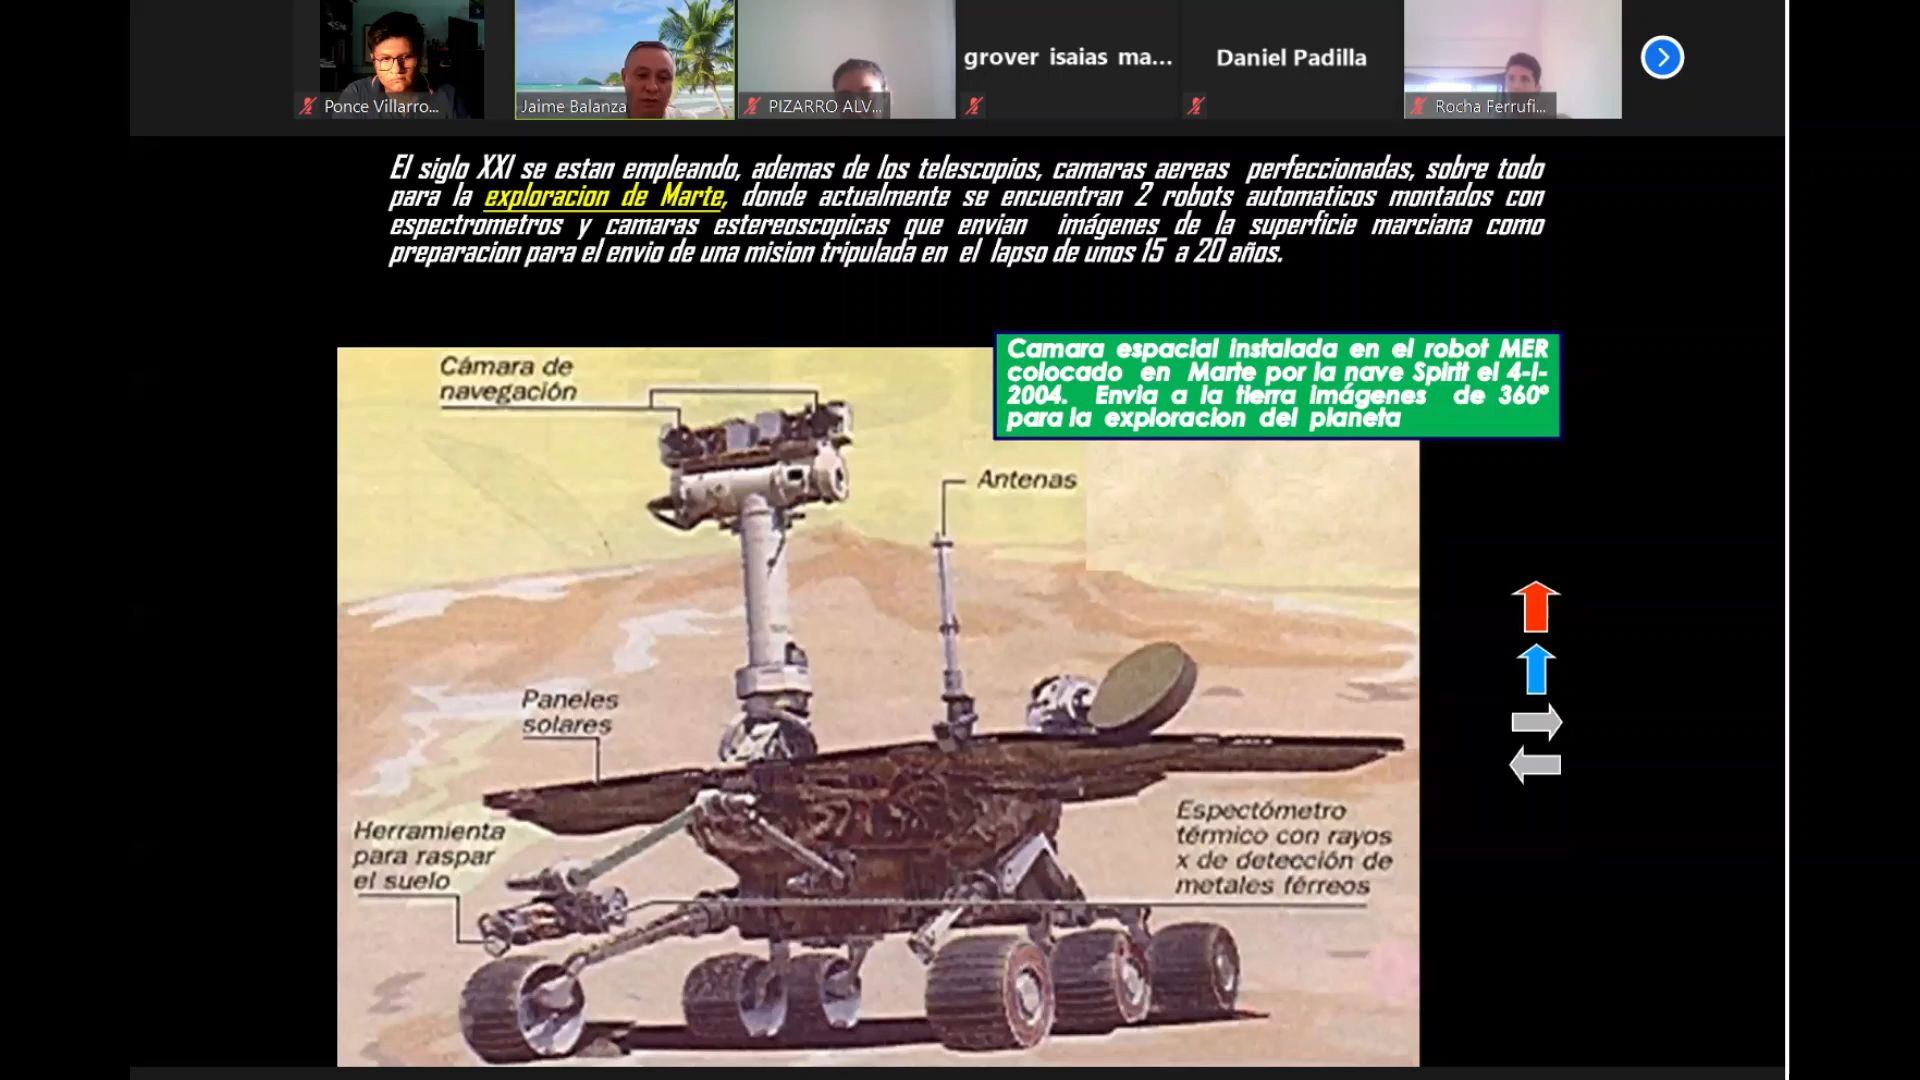 Ponce Villarro...
Jaime Balanza
PIZARRO ALV...
grover isaias ma...
Daniel Padilla
Rocha Ferrufi...
El siglo XXI se estan empleando, ademas de los telescopios, camaras aereas perfeccionadas, sobre todo
para la exploracion de Marte, donde actualmente se encuentran 2 robots automaticos montados con
espectrometros y camaras estereoscopicas que envian imágenes de la superficie marciana como
preparacion para el envio de una mision tripulada en el lapso de unos 15 a 20 años.
Camara espacial instalada en el robot MER
colocado en Marte por la nave Spirit el 4-I-
2004. Envia a la tierra imágenes de 360º
para la exploracion del planeta
Cámara de
navegación
Antenas
Paneles
solares
Herramienta
para raspar
el suelo
Espectómetro
térmico con rayos
x de detección de
metales férreos